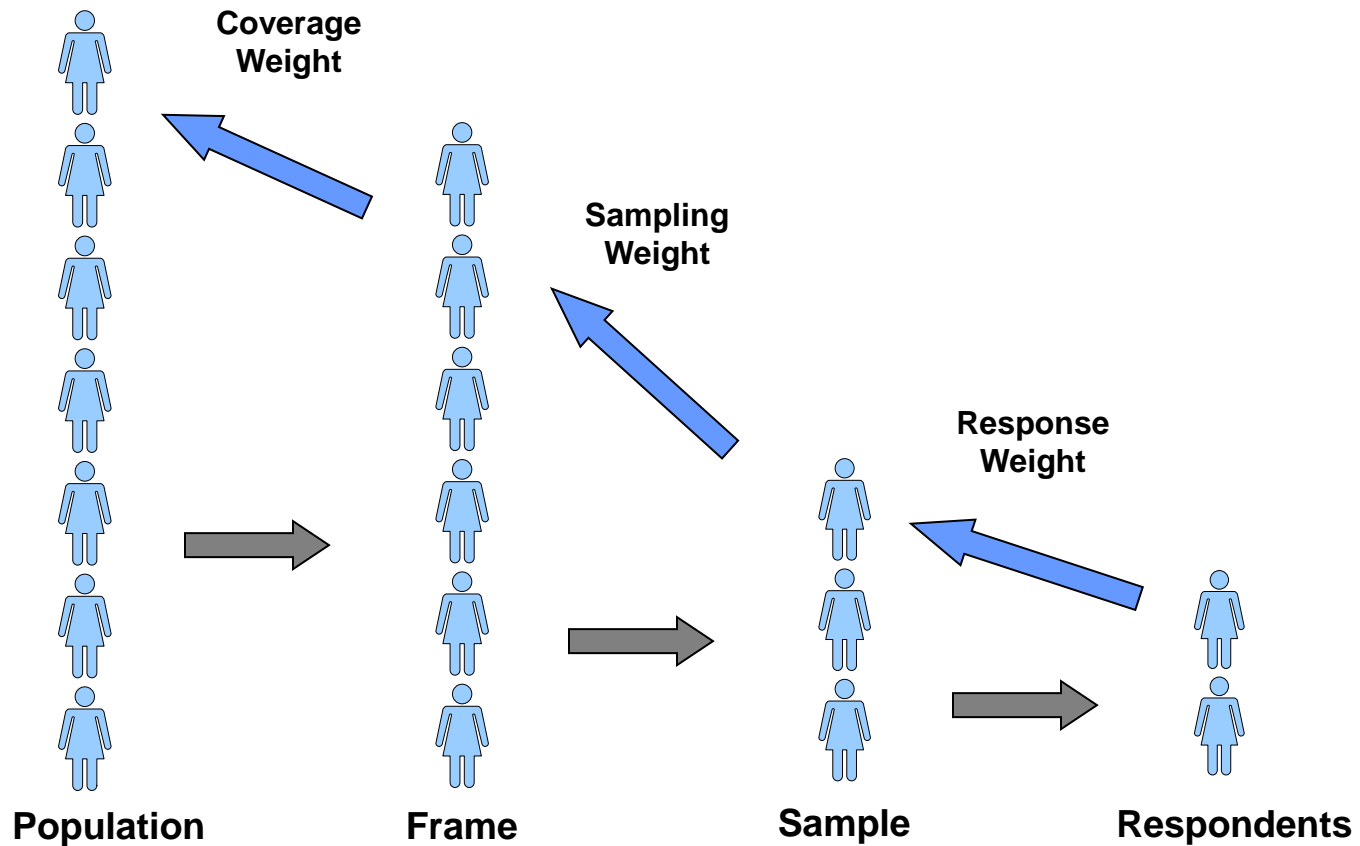 Coverage
Weight
Sampling
Weight
Response
Weight
Population
Frame
Sample
Respondents